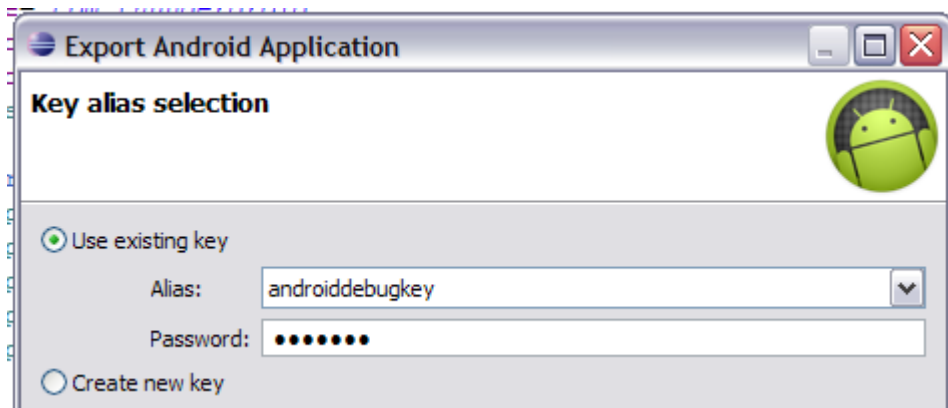 Export Android Application
Key alias selection
Use existing key
Alias: androiddebugkey
Password: •••••••
Create new key